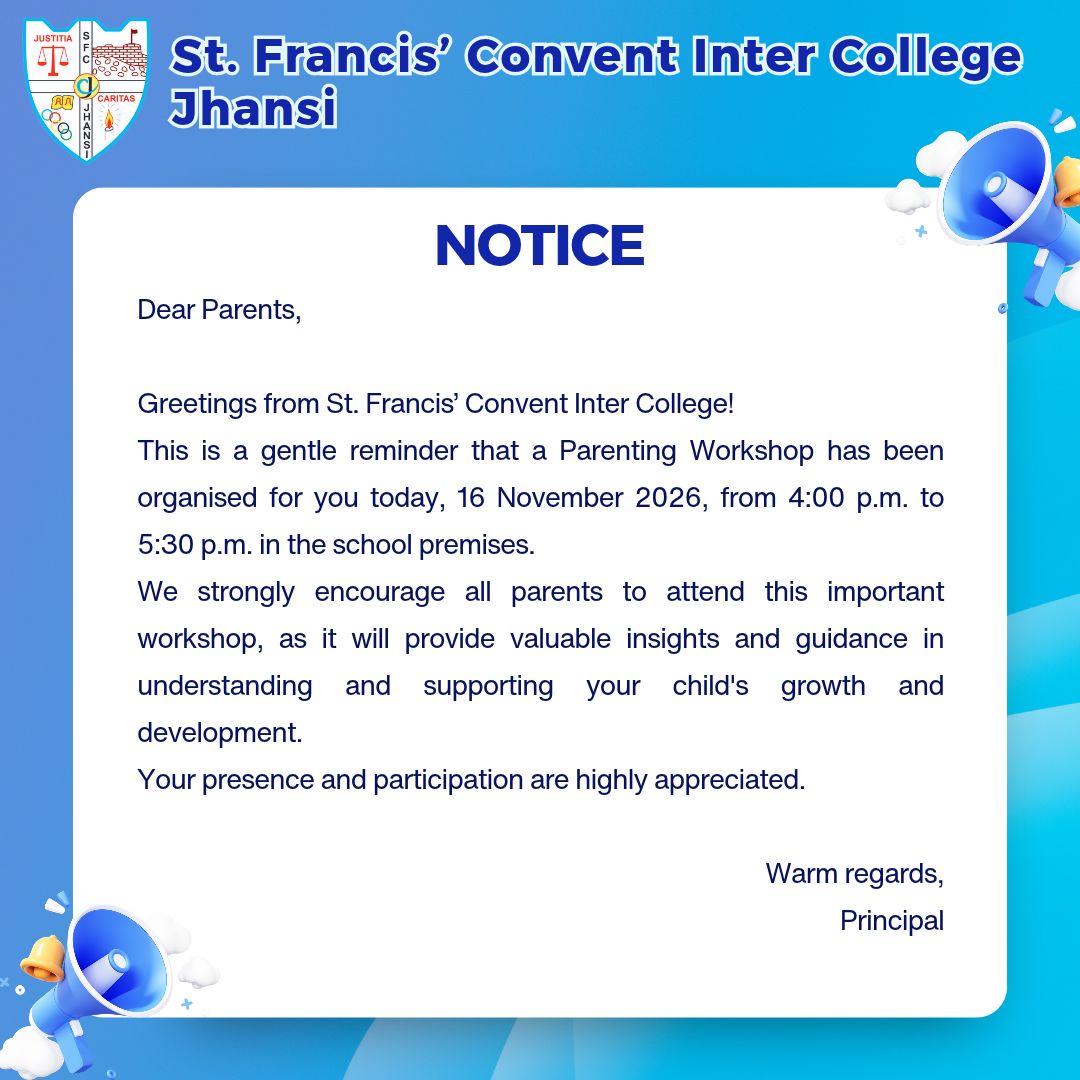 JUSTITIA
SFC
CARITAS
JHANSI
St. Francis’ Convent Inter College
Jhansi
NOTICE
Dear Parents,
Greetings from St. Francis’ Convent Inter College!
This is a gentle reminder that a Parenting Workshop has been
organised for you today, 16 November 2026, from 4:00 p.m. to
5:30 p.m. in the school premises.
We strongly encourage all parents to attend this important
workshop, as it will provide valuable insights and guidance in
understanding and supporting your child's growth and
development.
Your presence and participation are highly appreciated.
Warm regards,
Principal